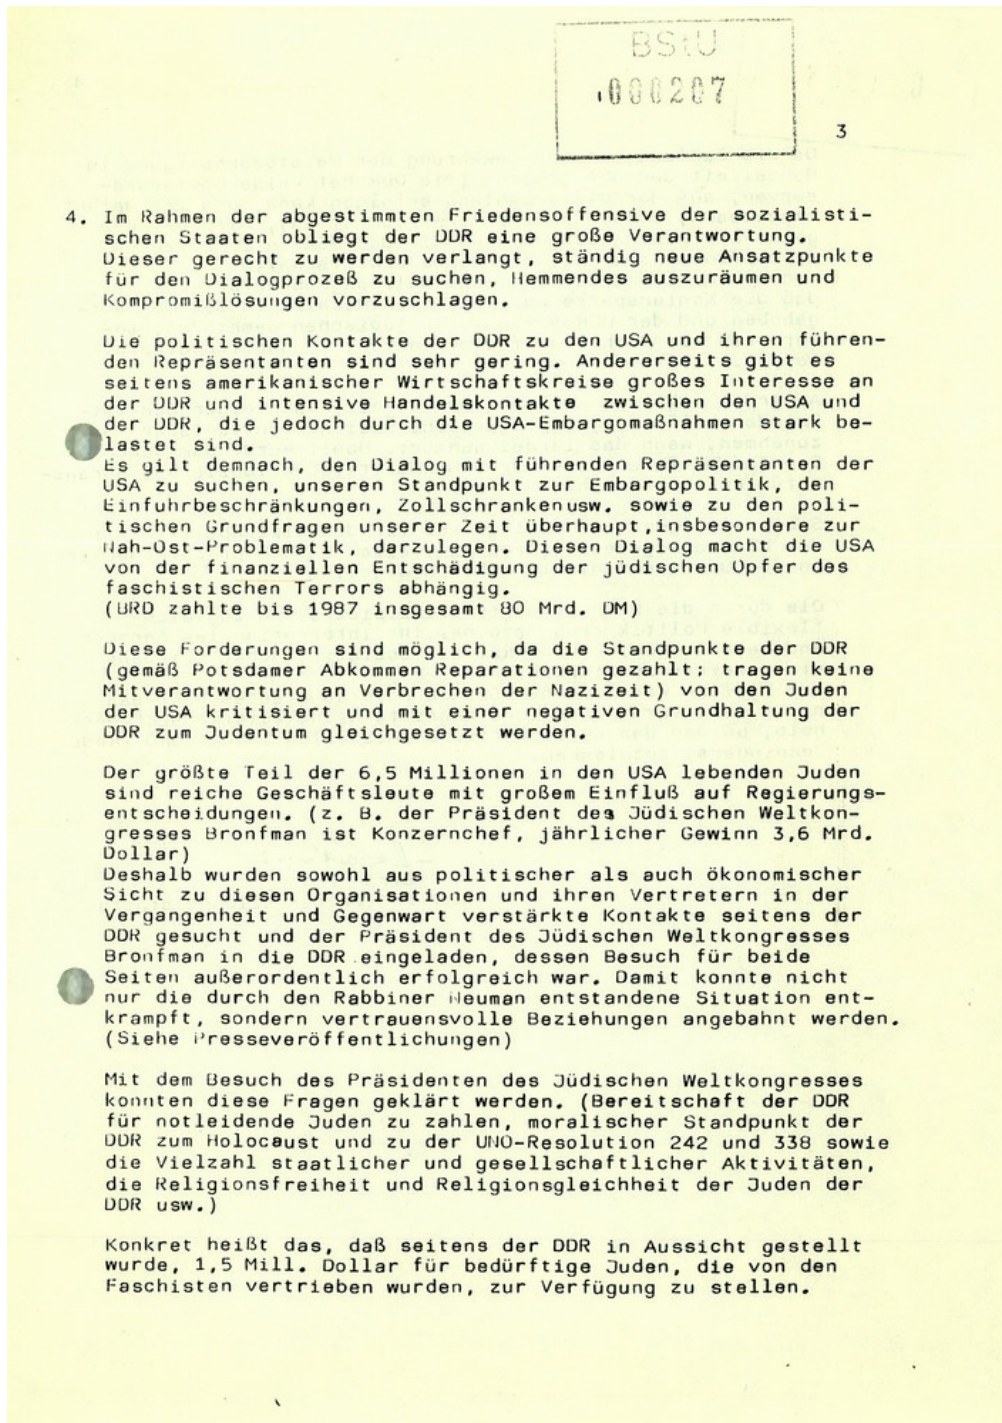 BStU
000207
3
4. Im Rahmen der abgestimmten Friedensoffensive der sozialisti-
schen Staaten obliegt der DDR eine große Verantwortung.
Dieser gerecht zu werden verlangt, ständig neue Ansatzpunkte
für den Dialogprozeß zu suchen, Hemmendes auszuräumen und
Kompromißlösungen vorzuschlagen.
Die politischen Kontakte der DDR zu den USA und ihren führen-
den Repräsentanten sind sehr gering. Andererseits gibt es
seitens amerikanischer Wirtschaftskreise großes Interesse an
der DDR und intensive Handelskontakte zwischen den USA und
der DDR, die jedoch durch die USA-Embargomaßnahmen stark be-
lastet sind.
Es gilt demnach, den Dialog mit führenden Repräsentanten der
USA zu suchen, unseren Standpunkt zur Embargopolitik, den
Einfuhrbeschränkungen, Zollschrankenusw. sowie zu den poli-
tischen Grundfragen unserer Zeit überhaupt,insbesondere zur
Nah-Ost-Problematik, darzulegen. Diesen Dialog macht die USA
von der finanziellen Entschädigung der jüdischen Opfer des
faschistischen Terrors abhängig.
(BRD zahlte bis 1987 insgesamt 80 Mrd. DM)
Diese Forderungen sind möglich, da die Standpunkte der DDR
(gemäß Potsdamer Abkommen Reparationen gezahlt; tragen keine
Mitverantwortung an Verbrechen der Nazizeit) von den Juden
der USA kritisiert und mit einer negativen Grundhaltung der
DDR zum Judentum gleichgesetzt werden.
Der größte Teil der 6,5 Millionen in den USA lebenden Juden
sind reiche Geschäftsleute mit großem Einfluß auf Regierungs-
entscheidungen. (z. B. der Präsident des Jüdischen Weltkon-
gresses Bronfman ist Konzernchef, jährlicher Gewinn 3,6 Mrd.
Dollar)
Deshalb wurden sowohl aus politischer als auch ökonomischer
Sicht zu diesen Organisationen und ihren Vertretern in der
Vergangenheit und Gegenwart verstärkte Kontakte seitens der
DDR gesucht und der Präsident des Jüdischen Weltkongresses
Bronfman in die DDR eingeladen, dessen Besuch für beide
Seiten außerordentlich erfolgreich war. Damit konnte nicht
nur die durch den Rabbiner Neuman entstandene Situation ent-
krampft, sondern vertrauensvolle Beziehungen angebahnt werden.
(Siehe Presseveröffentlichungen)
Mit dem Besuch des Präsidenten des Jüdischen Weltkongresses
konnten diese Fragen geklärt werden. (Bereitschaft der DDR
für notleidende Juden zu zahlen, moralischer Standpunkt der
DDR zum Holocaust und zu der UNO-Resolution 242 und 338 sowie
die Vielzahl staatlicher und gesellschaftlicher Aktivitäten,
die Religionsfreiheit und Religionsgleichheit der Juden der
DDR usw.)
Konkret heißt das, daß seitens der DDR in Aussicht gestellt
wurde, 1,5 Mill. Dollar für bedürftige Juden, die von den
Faschisten vertrieben wurden, zur Verfügung zu stellen.